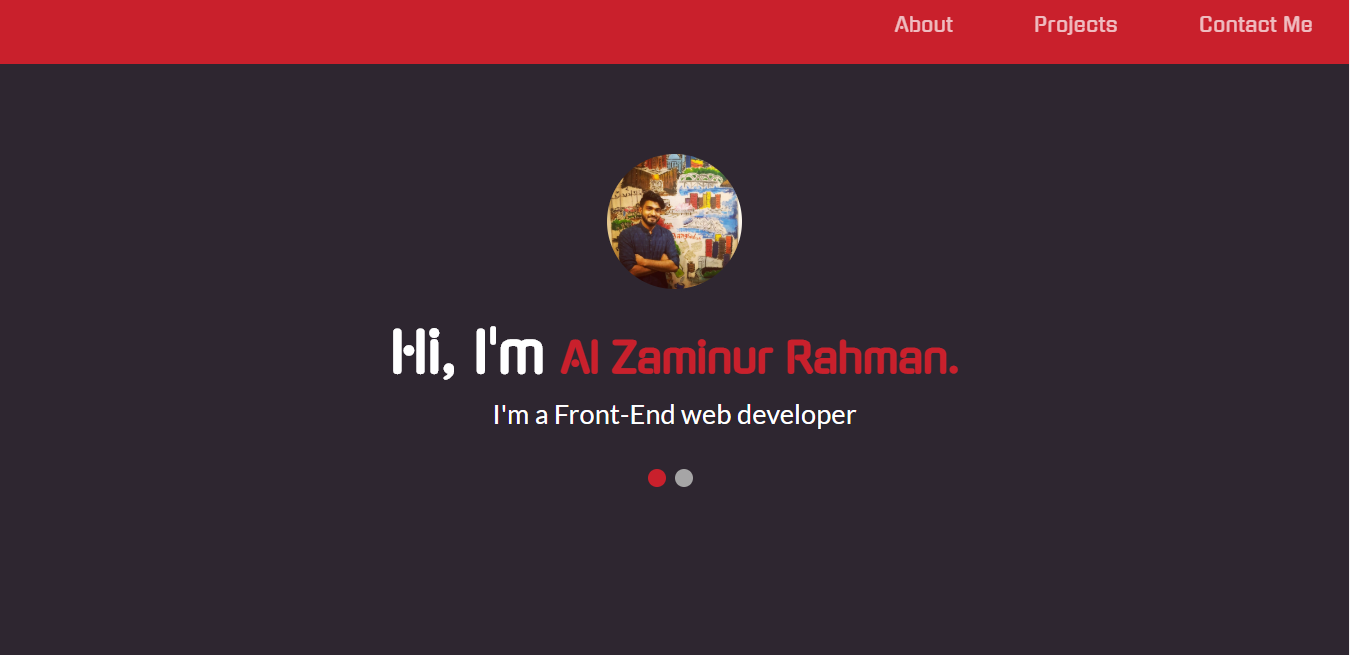 About Projects Contact Me
Hi, I'm Al Zaminur Rahman.
I'm a Front-End web developer